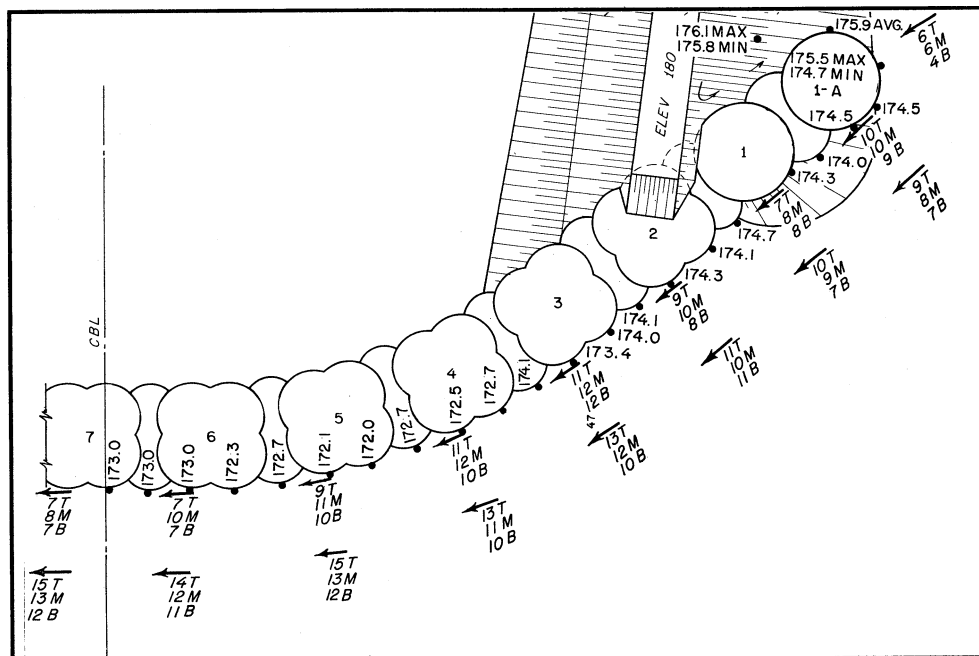 175.9 AVG.
6 T
6 M
4 B
176.1 MAX
175.8 MIN
175.5 MAX
174.7 MIN
1-A
174.5
174.5
10 T
10 M
9 B
ELEV 180
1
174.0
174.3
9 T
8 M
7 B
7 T
8 M
8 B
2
174.7
174.1
10 T
9 M
7 B
174.3
9 T
10 M
8 B
3
174.1
174.0
173.4
11 T
10 M
11 B
CBL
4
174.1
11 T
12 M
12 B
172.7
172.5
47
13 T
12 M
10 B
5
172.7
172.0
172.1
11 T
12 M
10 B
7
6
173.0
173.0
173.0
172.3
172.7
9 T
11 M
10 B
13 T
11 M
10 B
7 T
8 M
7 B
7 T
10 M
7 B
15 T
13 M
12 B
15 T
13 M
12 B
14 T
12 M
11 B